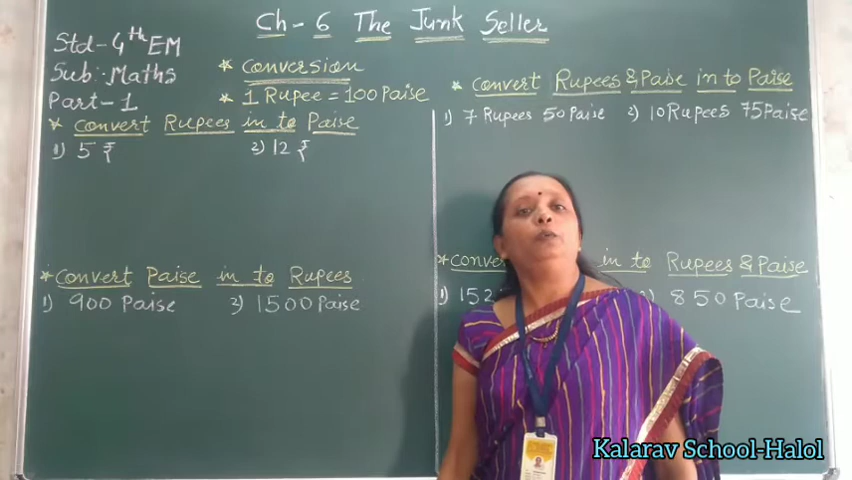 Ch - 6 The Junk Seller
Std - 4th EM
Sub :- Maths
Part - 1
* Conversion
* 1 Rupee = 100 Paise
* Convert Rupees in to Paise
1) 5 ₹ 2) 12 ₹
* Convert Paise in to Rupees
1) 900 Paise 2) 1500 Paise
* Convert Rupees & Paise in to Paise
1) 7 Rupees 50 Paise 2) 10 Rupees 75 Paise
* in to Rupees & Paise
1) 850 Paise
Kalarav School-Halol